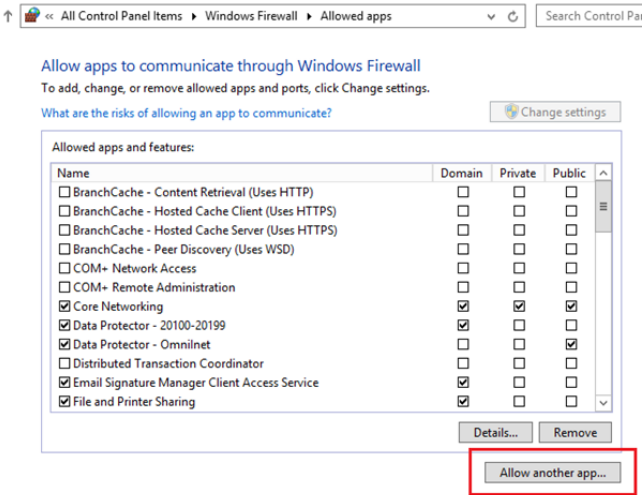 « All Control Panel Items ▸ Windows Firewall ▸ Allowed apps
Search Control Pa
Allow apps to communicate through Windows Firewall
To add, change, or remove allowed apps and ports, click Change settings.
What are the risks of allowing an app to communicate?
Change settings
Allowed apps and features:
Name Domain Private Public
BranchCache - Content Retrieval (Uses HTTP)
BranchCache - Hosted Cache Client (Uses HTTPS)
BranchCache - Hosted Cache Server (Uses HTTPS)
BranchCache - Peer Discovery (Uses WSD)
COM+ Network Access
COM+ Remote Administration
Core Networking
Data Protector - 20100-20199
Data Protector - Omnilnet
Distributed Transaction Coordinator
Email Signature Manager Client Access Service
File and Printer Sharing
Details... Remove
Allow another app...